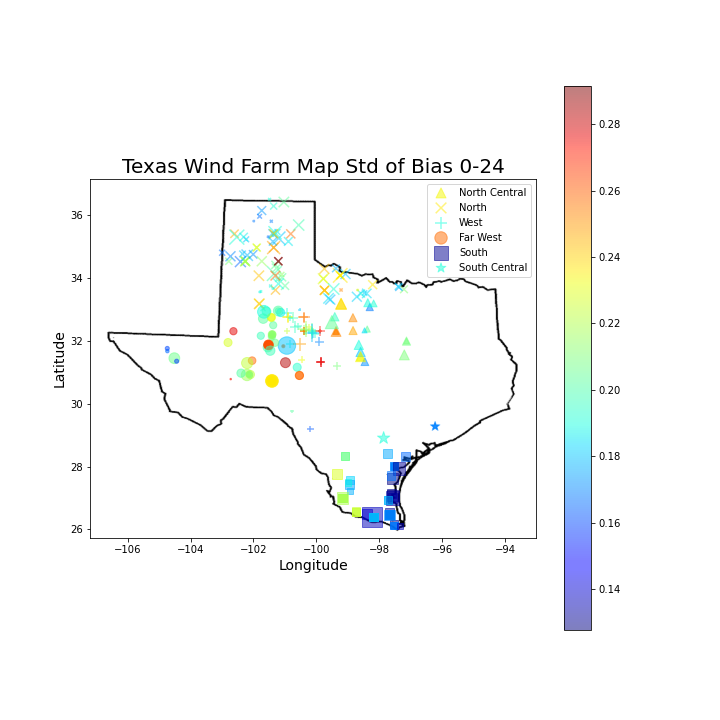 Texas Wind Farm Map Std of Bias 0-24
North Central
North
West
Far West
South
South Central
36
34
32
30
28
26
Latitude
−106
−104
−102
−100
−98
−96
−94
Longitude
0.28
0.26
0.24
0.22
0.20
0.18
0.16
0.14